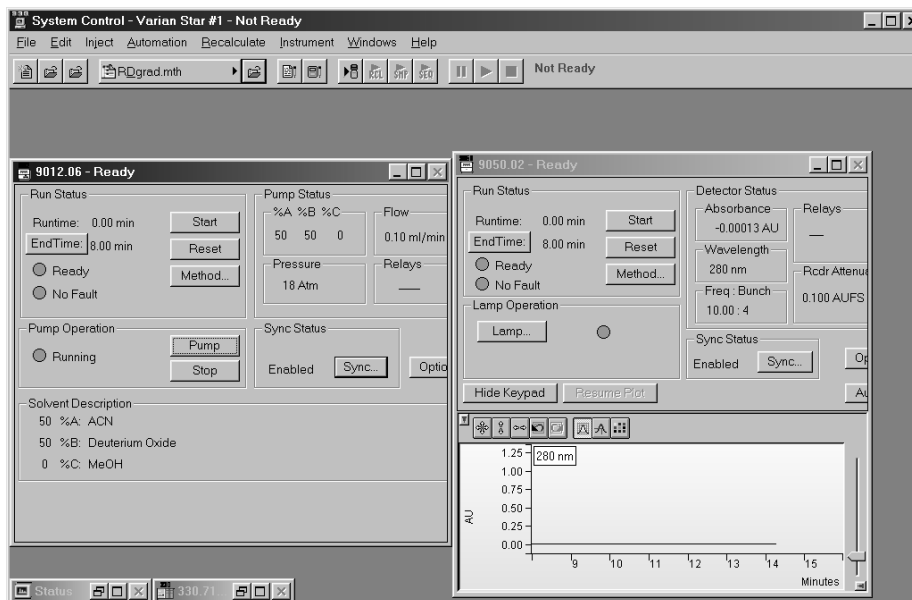 System Control - Varian Star #1 - Not Ready
File Edit Inject Automation Recalculate Instrument Windows Help
RDgrad.mth
RCL SMP SEQ
Not Ready
9012.06 - Ready
Run Status
Runtime: 0.00 min
Start
EndTime: 8.00 min
Reset
Ready
Method...
No Fault
Pump Status
%A %B %C
50 50 0
Flow
0.10 ml/min
Pressure
18 Atm
Relays
Pump Operation
Running
Pump
Stop
Sync Status
Enabled
Sync...
Optio
Solvent Description
50 %A: ACN
50 %B: Deuterium Oxide
0 %C: MeOH
9050.02 - Ready
Run Status
Runtime: 0.00 min
Start
EndTime: 8.00 min
Reset
Ready
Method...
No Fault
Detector Status
Absorbance
-0.00013 AU
Relays
Wavelength
280 nm
Rcdr Attenua
0.100 AUFS
Freq : Bunch
10.00 : 4
Lamp Operation
Lamp...
Sync Status
Enabled
Sync...
Op
Hide Keypad
Resume Plot
Au
280 nm
1.25
1.00
0.75
0.50
0.25
0.00
AU
9 10 11 12 13 14 15
Minutes
Status
330.71